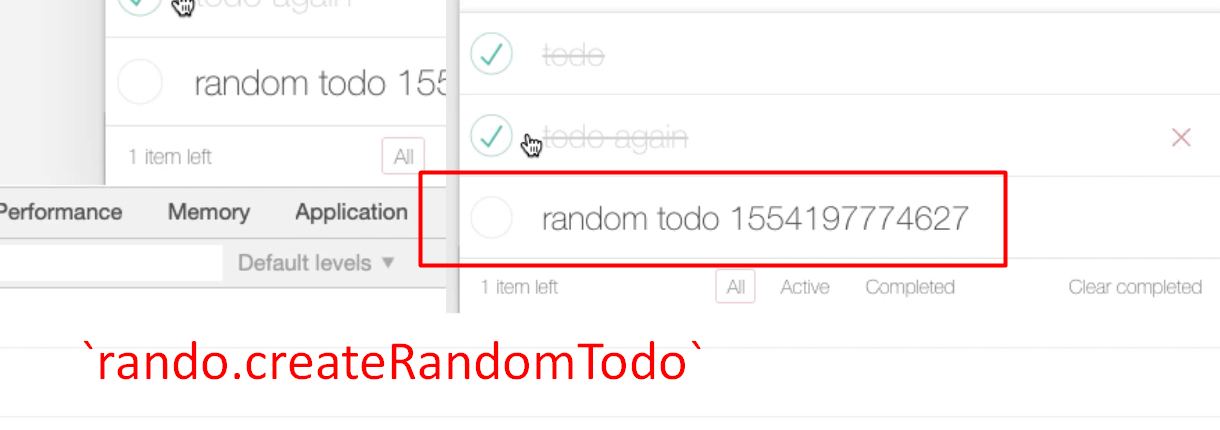 todo again
random todo 155
1 item left
All
Performance Memory Application
Default levels ▼
todo
todo again
random todo 1554197774627
1 item left All Active Completed Clear completed
`rando.createRandomTodo`